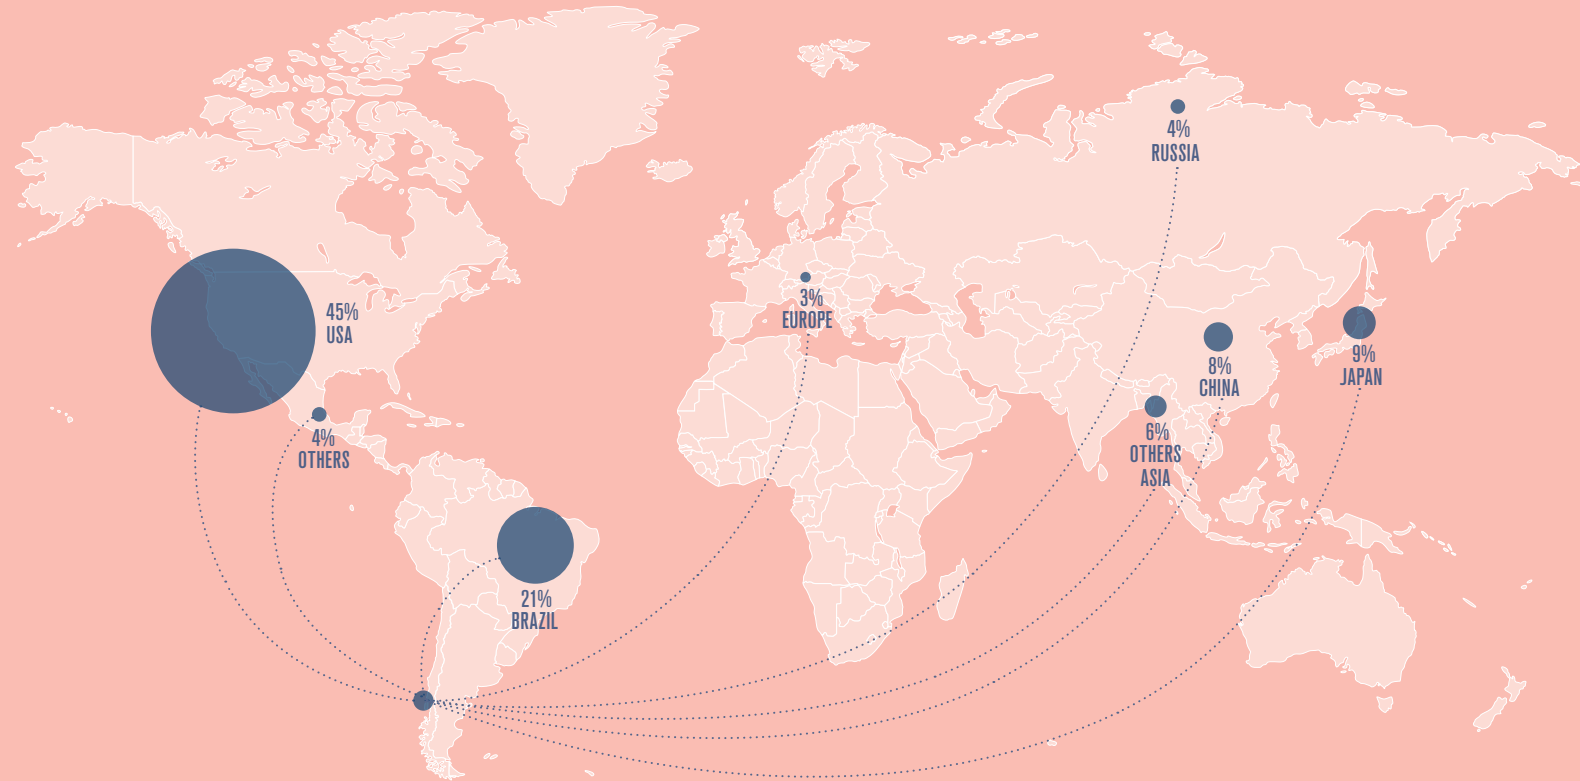 4%
RUSSIA
45%
USA
3%
EUROPE
8%
CHINA
9%
JAPAN
4%
OTHERS
6%
OTHERS
ASIA
21%
BRAZIL